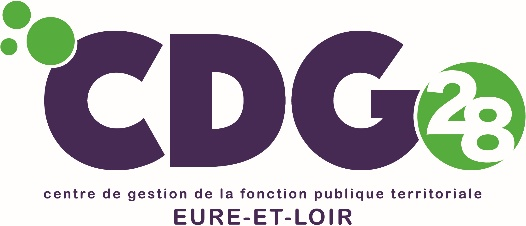 CDG28
centre de gestion de la fonction publique territoriale
EURE-ET-LOIR